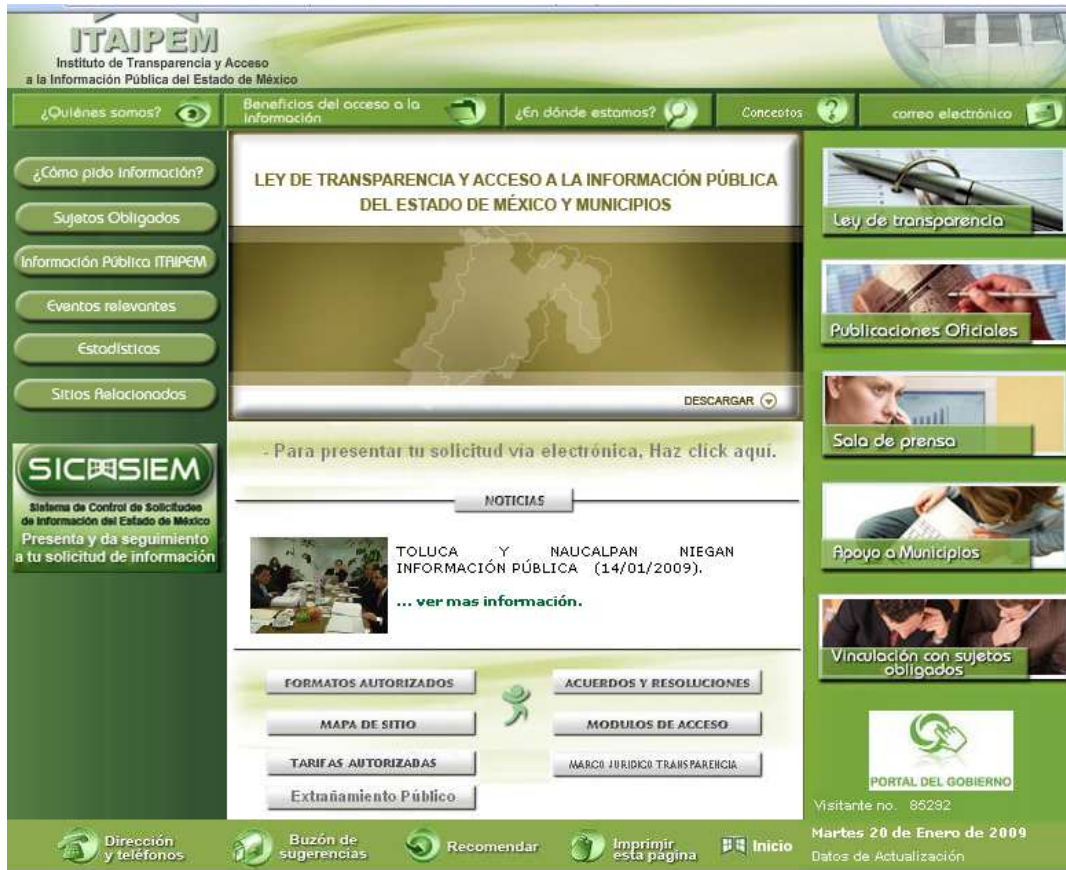 ITAIPEM
Instituto de Transparencia y Acceso
a la Información Pública del Estado de México
¿Quiénes somos?
Beneficios del acceso a la
información
¿En dónde estamos?
Conceptos
correo electrónico
¿Cómo pido Información?
Sujetos Obligados
Información Pública ITAIPEM
Eventos relevantes
Estadísticas
Sitios Relacionados
SICOSIEM
Sistema de Control de Solicitudes
de Información del Estado de México
Presenta y da seguimiento
a tu solicitud de información
LEY DE TRANSPARENCIA Y ACCESO A LA INFORMACIÓN PÚBLICA
DEL ESTADO DE MÉXICO Y MUNICIPIOS
DESCARGAR
- Para presentar tu solicitud vía electrónica, Haz click aquí.
NOTICIAS
TOLUCA Y NAUCALPAN NIEGAN
INFORMACIÓN PÚBLICA (14/01/2009).
... ver mas información.
FORMATOS AUTORIZADOS
ACUERDOS Y RESOLUCIONES
MAPA DE SITIO
MODULOS DE ACCESO
TARIFAS AUTORIZADAS
MARCO JURIDICO TRANSPARENCIA
Extrañamiento Público
Ley de transparencia
Publicaciones Oficiales
Sala de prensa
Apoyo a Municipios
Vinculación con sujetos
obligados
PORTAL DEL GOBIERNO
Visitante no. 85292
Martes 20 de Enero de 2009
Datos de Actualización
Dirección
y teléfonos
Buzón de
sugerencias
Recomendar
Imprimir
esta página
Inicio